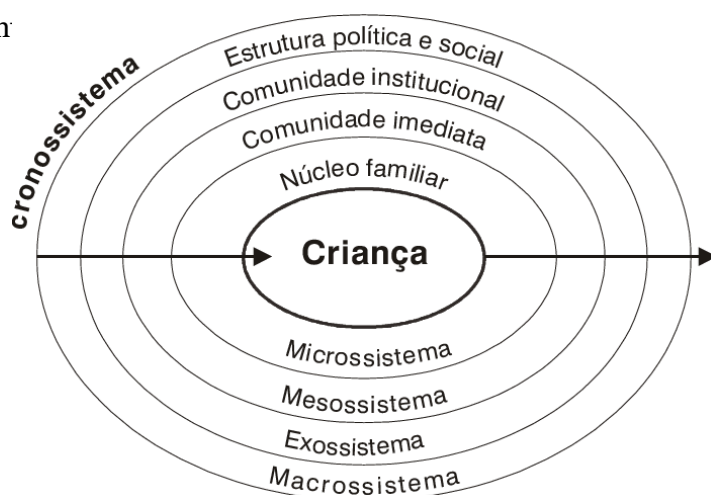 Estrutura política e social
Comunidade institucional
Comunidade imediata
Núcleo familiar
cronossistema
Criança
Microssistema
Mesossistema
Exossistema
Macrossistema